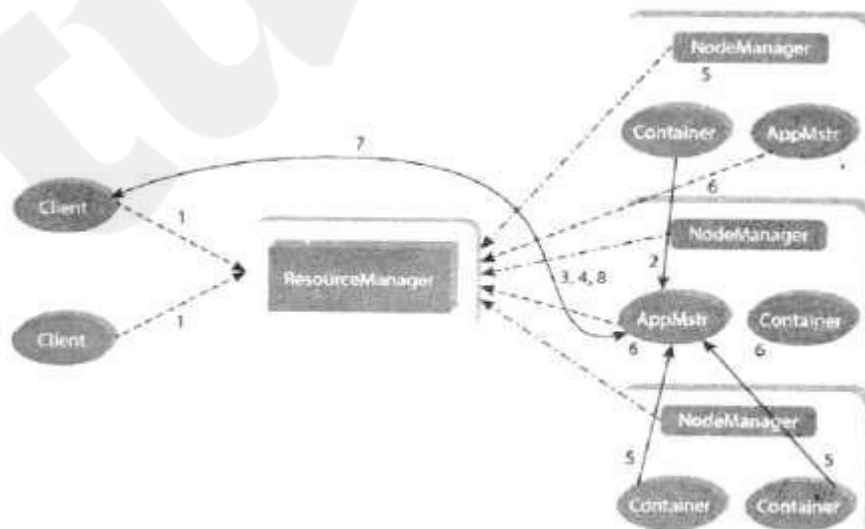 NodeManager
5
Container
AppMstr
7
6
Client
1
NodeManager
ResourceManager
2
3, 4, 8
AppMstr
Container
Client
1
6
6
NodeManager
5
5
Container
Container